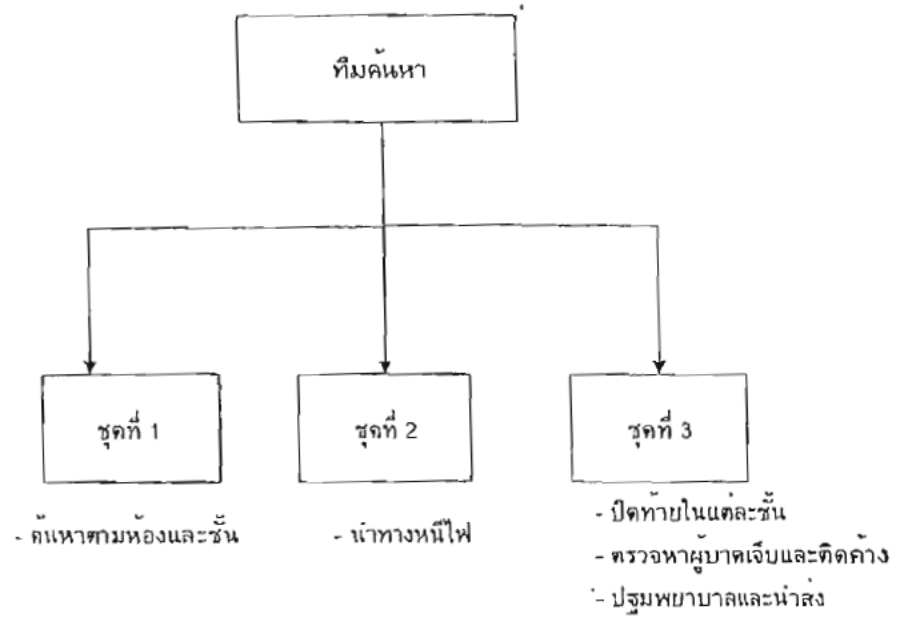 ทีมค้นหา
ชุดที่ 1
ชุดที่ 2
ชุดที่ 3
- ค้นหาตามห้องและชั้น
- นำทางหนีไฟ
- ปิดท้ายในแต่ละชั้น
- ตรวจหาผู้บาดเจ็บและติดค้าง
- ปฐมพยาบาลและนำส่ง